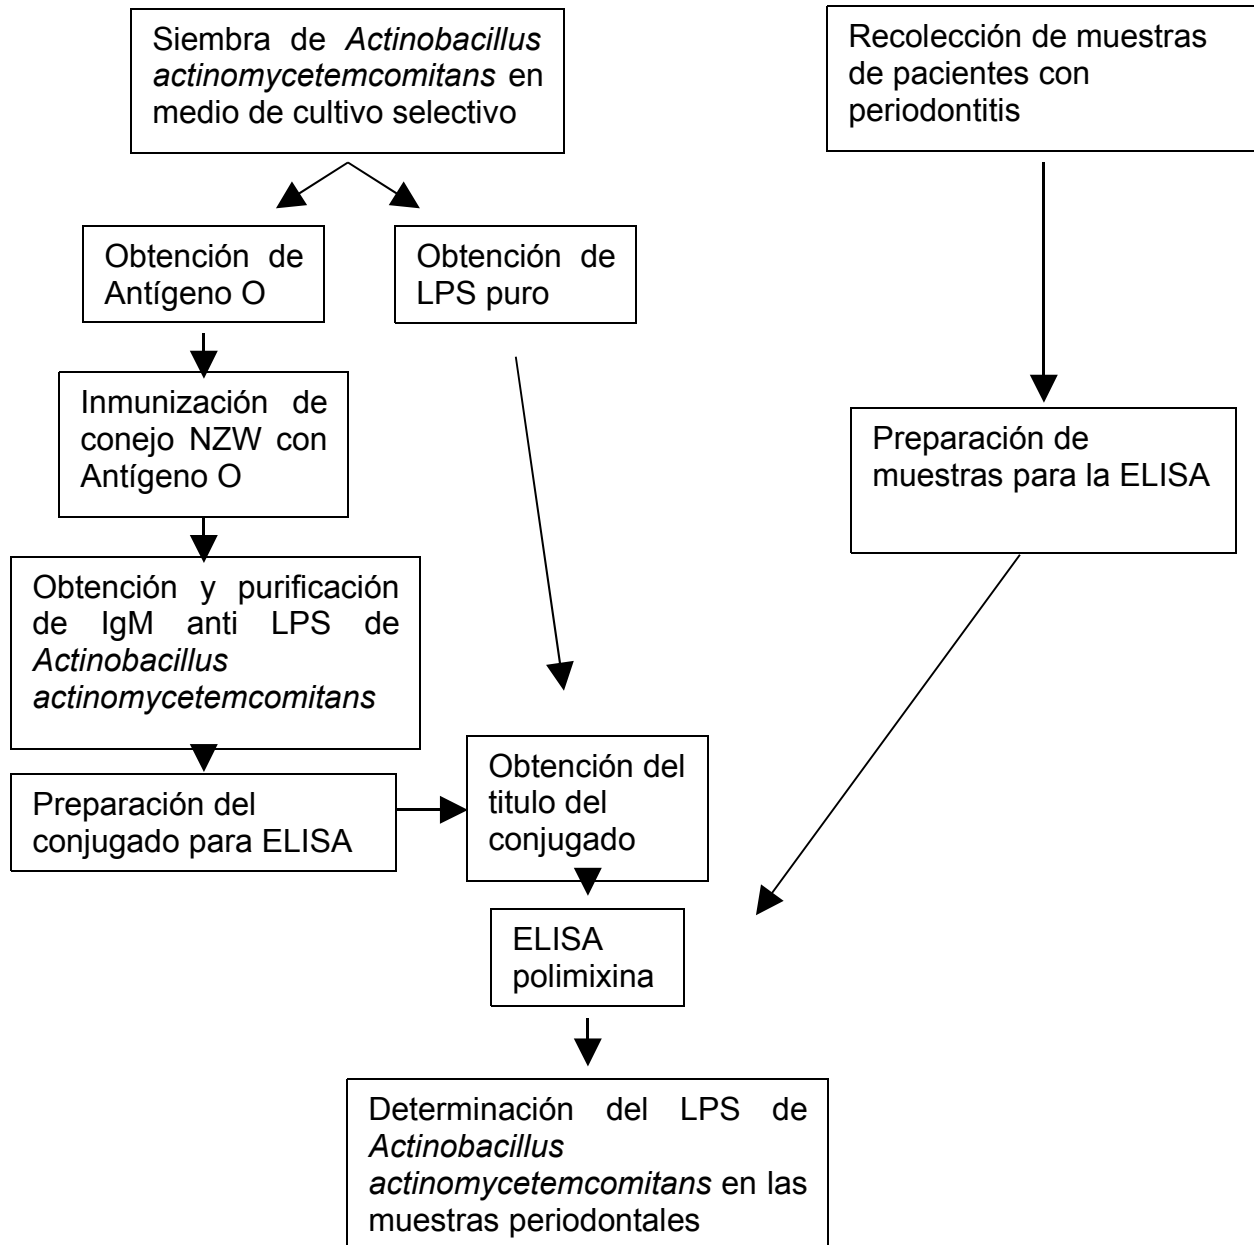 Siembra de Actinobacillus
actinomycetemcomitans en
medio de cultivo selectivo
Recolección de muestras
de pacientes con
periodontitis
Obtención de
Antígeno O
Obtención de
LPS puro
Inmunización de
conejo NZW con
Antígeno O
Preparación de
muestras para la ELISA
Obtención y purificación
de IgM anti LPS de
Actinobacillus
actinomycetemcomitans
Preparación del
conjugado para ELISA
Obtención del
titulo del
conjugado
ELISA
polimixina
Determinación del LPS de
Actinobacillus
actinomycetemcomitans en las
muestras periodontales